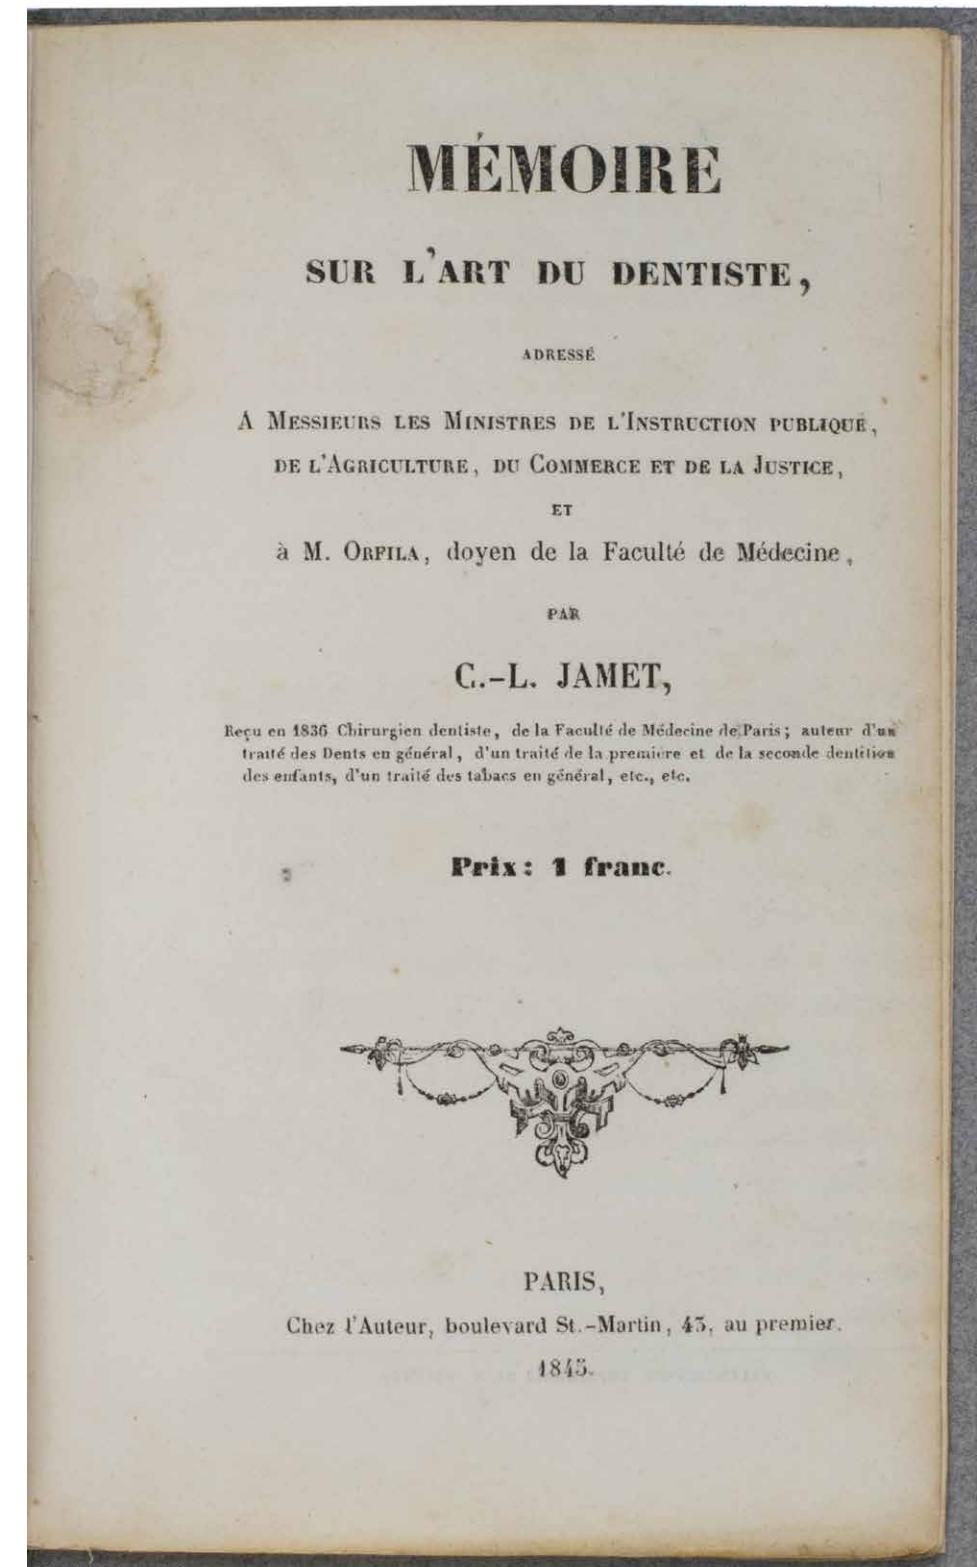 MÉMOIRE
SUR L'ART DU DENTISTE,
ADRESSÉ
A MESSIEURS LES MINISTRES DE L'INSTRUCTION PUBLIQUE,
DE L'AGRICULTURE, DU COMMERCE ET DE LA JUSTICE,
ET
à M. ORFILA, doyen de la Faculté de Médecine,
PAR
C.-L. JAMET,
Reçu en 1836 Chirurgien dentiste, de la Faculté de Médecine de Paris; auteur d'un
traité des Dents en général, d'un traité de la première et de la seconde dentition
des enfants, d'un traité des tabacs en général, etc., etc.
Prix: 1 franc.
PARIS,
Chez l'Auteur, boulevard St.-Martin, 43, au premier.
1845.